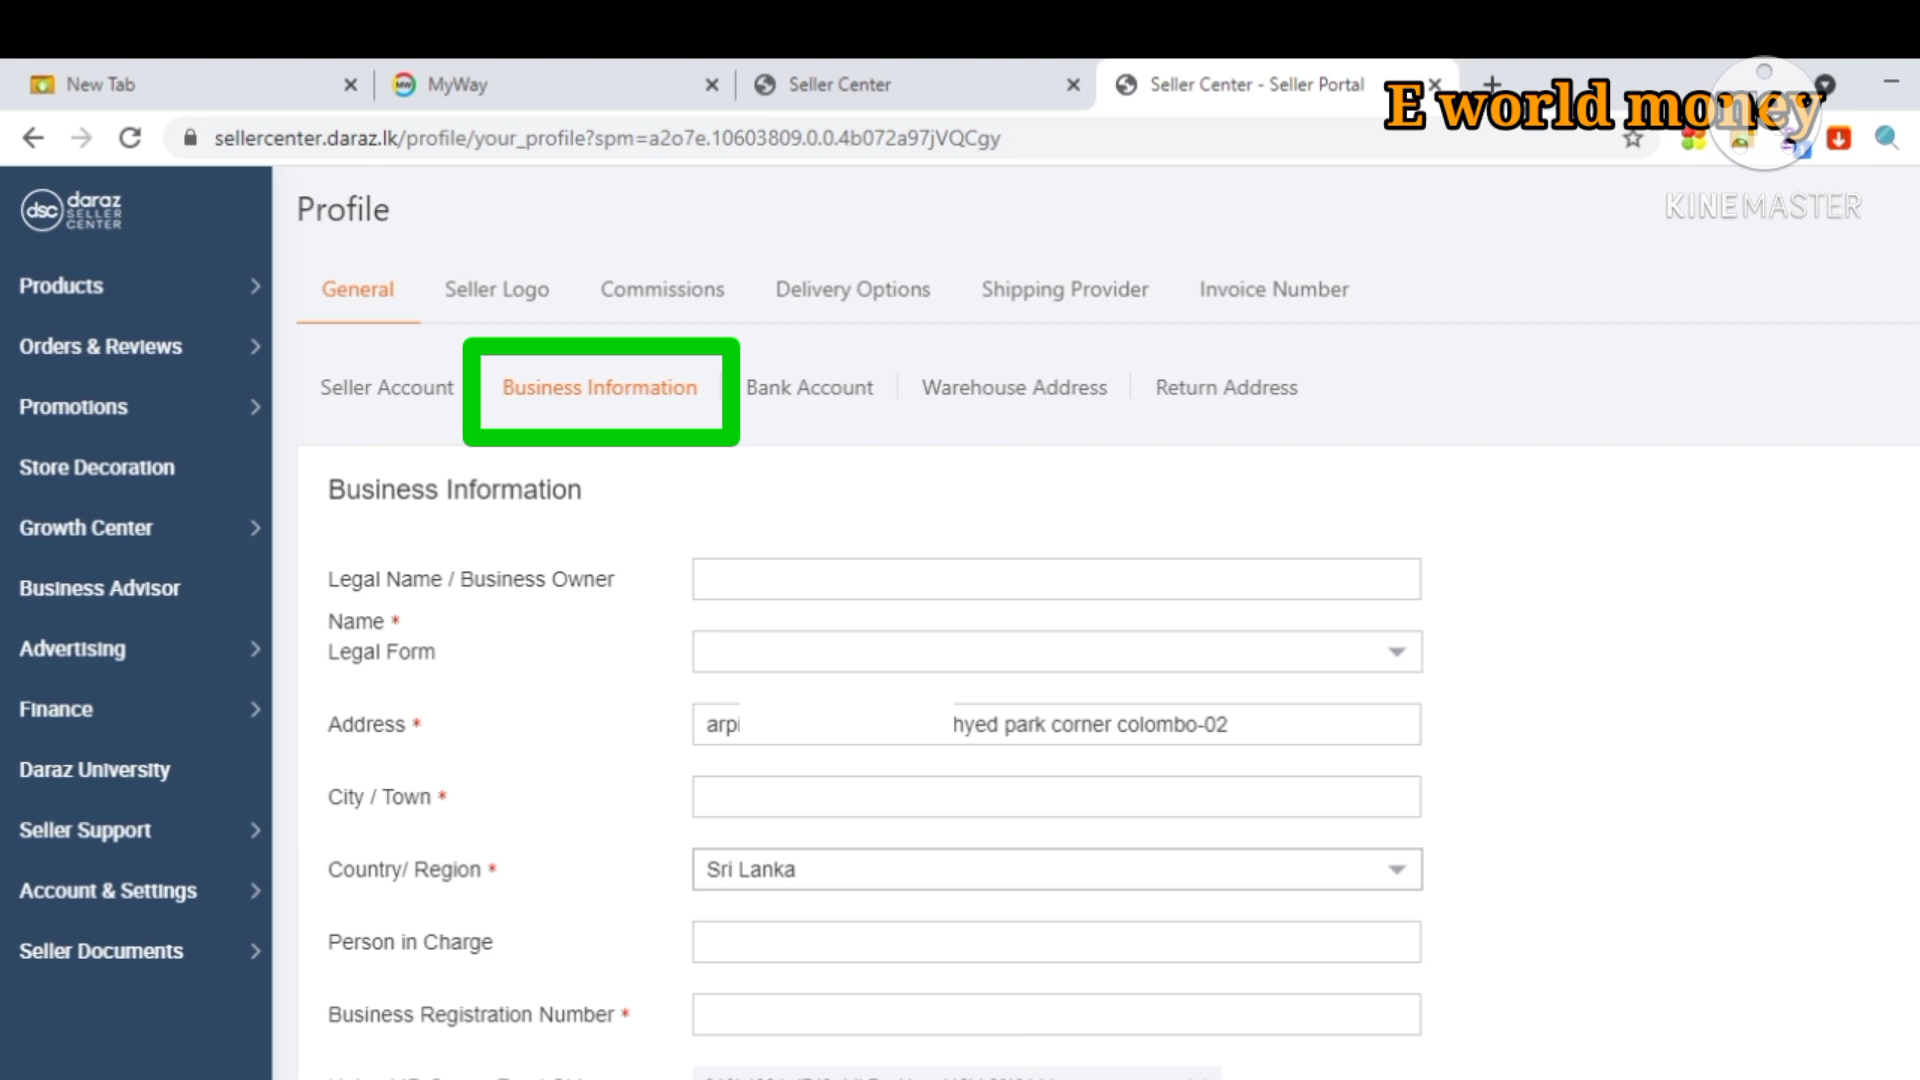 New Tab
MyWay
Seller Center
Seller Center - Seller Portal
E world money
sellercenter.daraz.lk/profile/your_profile?spm=a2o7e.10603809.0.0.4b072a97jVQCgy
KINEMASTER
dsc daraz
SELLER
CENTER
Products
Orders & Reviews
Promotions
Store Decoration
Growth Center
Business Advisor
Advertising
Finance
Daraz University
Seller Support
Account & Settings
Seller Documents
Profile
General
Seller Logo
Commissions
Delivery Options
Shipping Provider
Invoice Number
Seller Account
Business Information
Bank Account
Warehouse Address
Return Address
Business Information
Legal Name / Business Owner
Name *
Legal Form
Address *
arpi hyed park corner colombo-02
City / Town *
Country/ Region *
Sri Lanka
Person in Charge
Business Registration Number *